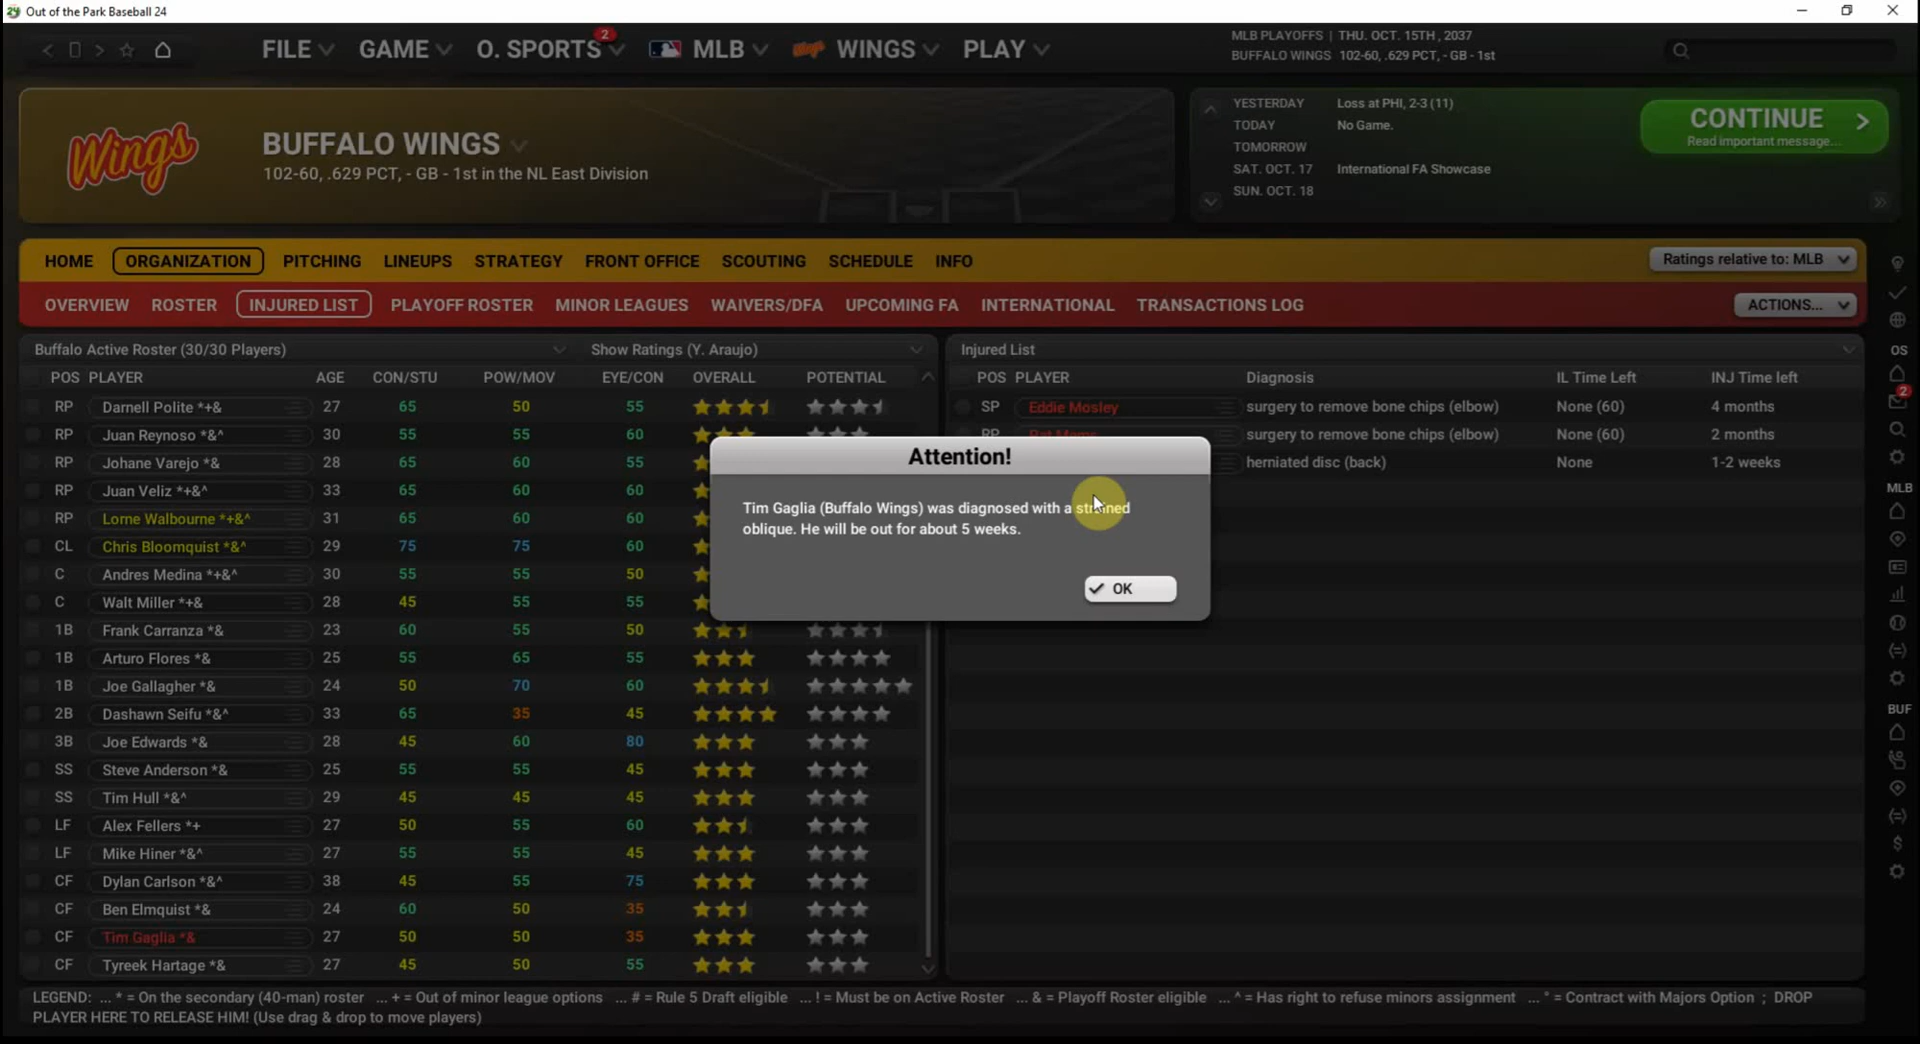 Out of the Park Baseball 24
FILE GAME O. SPORTS 2 MLB WINGS PLAY
MLB PLAYOFFS | THU. OCT. 15TH , 2037
BUFFALO WINGS 102-60, .629 PCT, - GB - 1st
Wings
BUFFALO WINGS
102-60, .629 PCT, - GB - 1st in the NL East Division
YESTERDAY Loss at PHI, 2-3 (11)
TODAY No Game.
TOMORROW
SAT. OCT. 17 International FA Showcase
SUN. OCT. 18
CONTINUE
Read important message...
HOME ORGANIZATION PITCHING LINEUPS STRATEGY FRONT OFFICE SCOUTING SCHEDULE INFO Ratings relative to: MLB
OVERVIEW ROSTER INJURED LIST PLAYOFF ROSTER MINOR LEAGUES WAIVERS/DFA UPCOMING FA INTERNATIONAL TRANSACTIONS LOG ACTIONS...
Buffalo Active Roster (30/30 Players) Show Ratings (Y. Araujo)
POS PLAYER AGE CON/STU POW/MOV EYE/CON OVERALL POTENTIAL
RP Darnell Polite *+& 27 65 50 55
RP Juan Reynoso *&^ 30 55 55 60
RP Johane Varejo *& 28 65 60 55
RP Juan Veliz *+&^ 33 65 60 60
RP Lorne Walbourne *+&^ 31 65 60 60
CL Chris Bloomquist *&^ 29 75 75 60
C Andres Medina *+&^ 30 55 55 50
C Walt Miller *+& 28 45 55 55
1B Frank Carranza *& 23 60 55 50
1B Arturo Flores *& 25 55 65 55
1B Joe Gallagher *& 24 50 70 60
2B Dashawn Seifu *&^ 33 65 35 45
3B Joe Edwards *& 28 45 60 80
SS Steve Anderson *& 25 55 55 45
SS Tim Hull *&^ 29 45 45 45
LF Alex Fellers *+ 27 50 55 60
LF Mike Hiner *&^ 27 55 55 45
CF Dylan Carlson *&^ 38 45 55 75
CF Ben Elmquist *& 24 60 50 35
CF Tim Gaglia *& 27 50 50 35
CF Tyreek Hartage *& 27 45 50 55
Injured List
POS PLAYER Diagnosis IL Time Left INJ Time left
SP Eddie Mosley surgery to remove bone chips (elbow) None (60) 4 months
RP surgery to remove bone chips (elbow) None (60) 2 months
herniated disc (back) None 1-2 weeks
Attention!
Tim Gaglia (Buffalo Wings) was diagnosed with a strained
oblique. He will be out for about 5 weeks.
OK
OS
2
MLB
BUF
LEGEND: ... * = On the secondary (40-man) roster ... + = Out of minor league options ... # = Rule 5 Draft eligible ... ! = Must be on Active Roster ... & = Playoff Roster eligible ... ^ = Has right to refuse minors assignment ... ° = Contract with Majors Option ; DROP
PLAYER HERE TO RELEASE HIM! (Use drag & drop to move players)